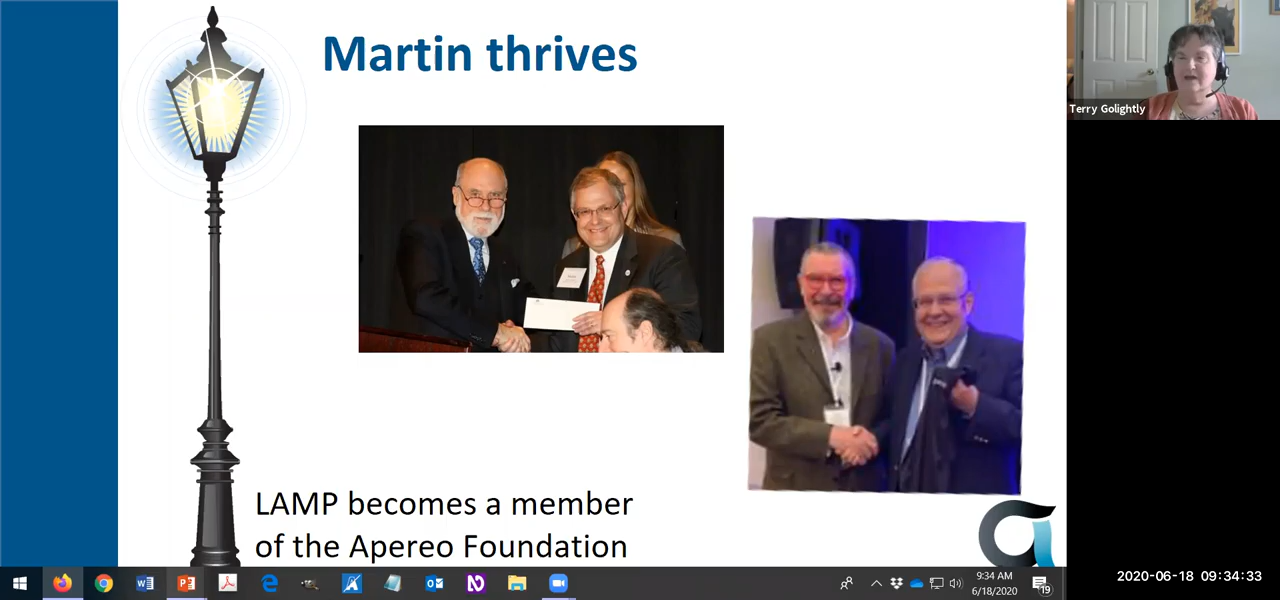 Martin thrives
Terry Golightly
LAMP becomes a member
of the Apereo Foundation
9:34 AM
6/18/2020
19
2020-06-18 09:34:33